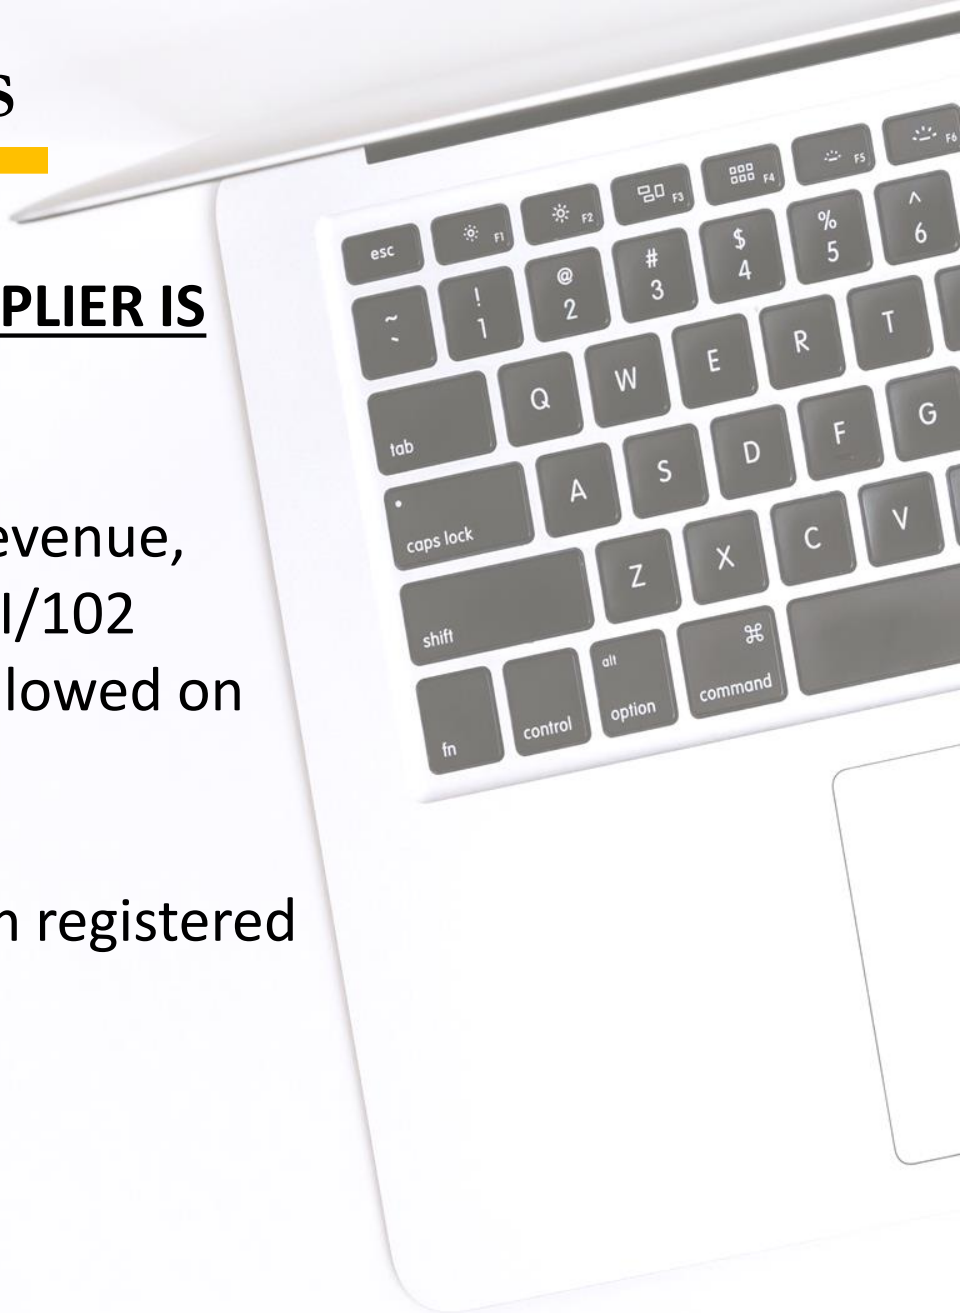 s
PLIER IS
evenue,
I/102
lowed on
n registered
esc F1 F2 F3 F4 F5 F6
~ ` ! 1 @ 2 # 3 $ 4 % 5 ^ 6
tab Q W E R T
caps lock A S D F G
shift Z X C V
fn control alt option ⌘ command